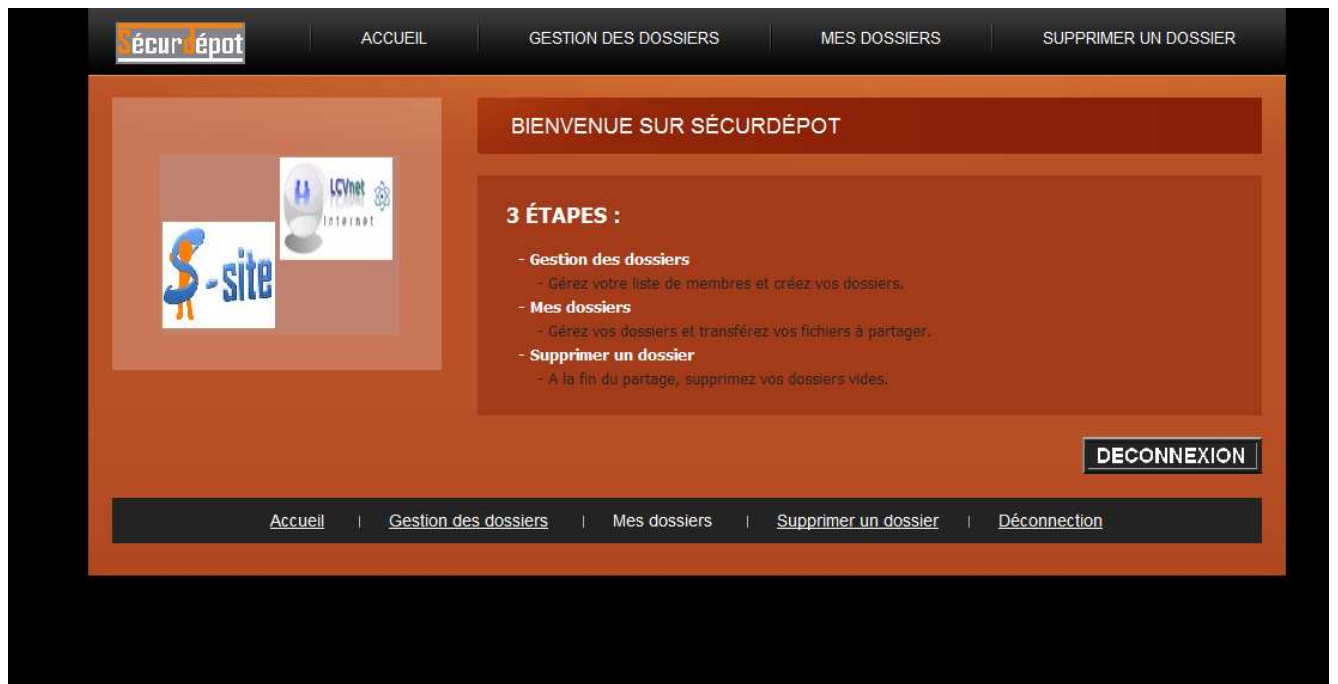 Sécurdépot
ACCUEIL
GESTION DES DOSSIERS
MES DOSSIERS
SUPPRIMER UN DOSSIER
LCVnet
Internet
S-site
BIENVENUE SUR SÉCURDÉPOT
3 ÉTAPES :
- Gestion des dossiers
- Gérez votre liste de membres et créez vos dossiers.
- Mes dossiers
- Gérez vos dossiers et transférez vos fichiers à partager.
- Supprimer un dossier
- A la fin du partage, supprimez vos dossiers vides.
DECONNEXION
Accueil | Gestion des dossiers | Mes dossiers | Supprimer un dossier | Déconnection